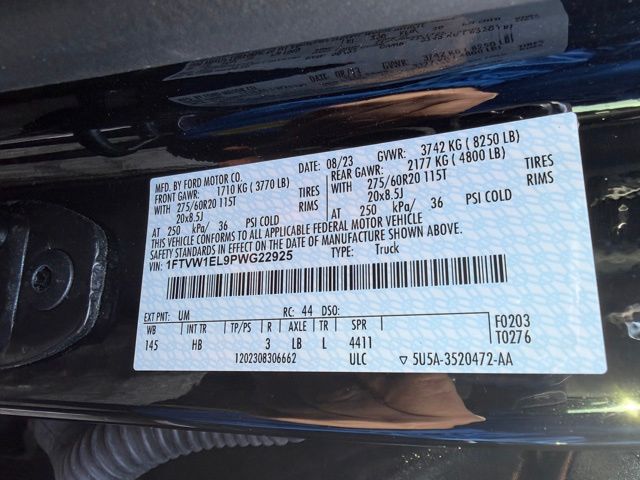 MFD. BY FORD MOTOR CO.
DATE: 08/23 GVWR: 3742 KG ( 8250 LB)
FRONT GAWR: 1710 KG ( 3770 LB)
REAR GAWR: 2177 KG ( 4800 LB)
WITH 275/60R20 115T TIRES
WITH 275/60R20 115T TIRES
20x8.5J RIMS
20x8.5J RIMS
AT 250 kPa/ 36 PSI COLD
AT 250 kPa/ 36 PSI COLD
THIS VEHICLE CONFORMS TO ALL APPLICABLE FEDERAL MOTOR VEHICLE
SAFETY AND THEFT PREVENTION STANDARDS IN EFFECT ON THE DATE OF MANUFACTURE SHOWN ABOVE.
VIN: 1FTVW1EL9PWG22925 TYPE: Truck
EXT PNT: UM RC: 44 DSO:
WB INT TR TP/PS R AXLE TR SPR
145 HB 3 LB L 4411
F0203
T0276
1202308306662 ULC ▽ 5U5A-3520472-AA